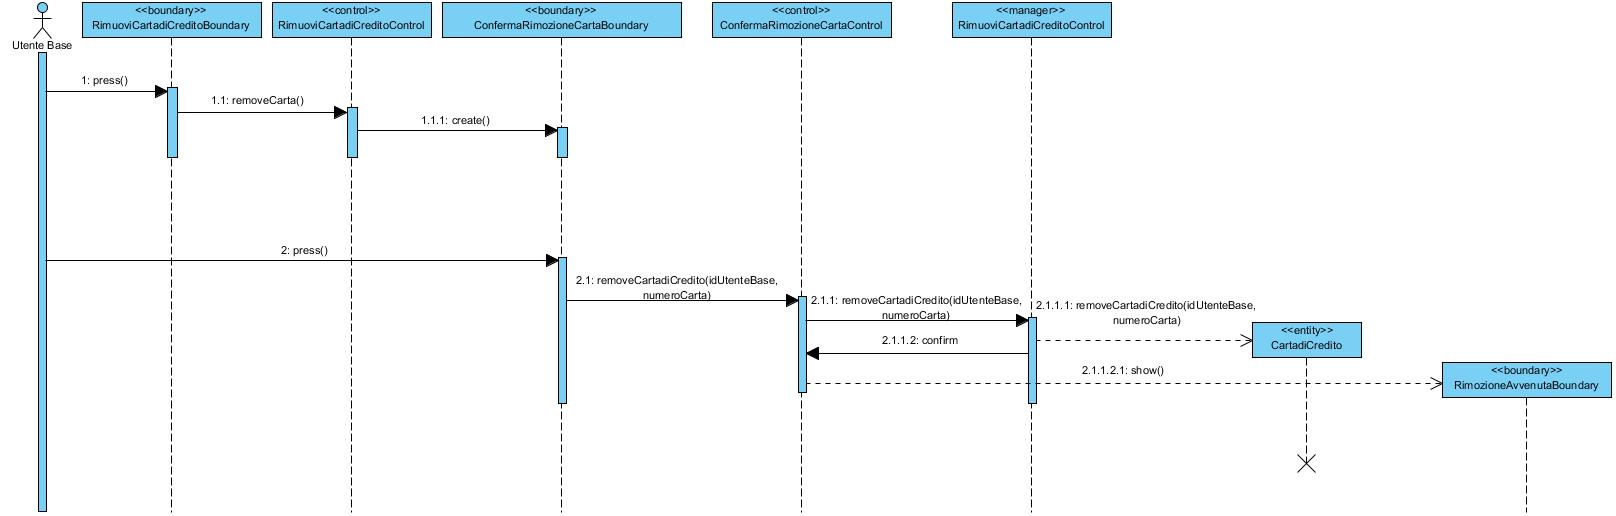 <<boundary>>
RimuoviCartadiCreditoBoundary
<<control>>
RimuoviCartadiCreditoControl
<<boundary>>
ConfermaRimozioneCartaBoundary
<<control>>
ConfermaRimozioneCartaControl
<<manager>>
RimuoviCartadiCreditoControl
Utente Base
1: press()
1.1: removeCarta()
1.1.1: create()
2: press()
2.1: removeCartadiCredito(idUtenteBase,
numeroCarta)
2.1.1: removeCartadiCredito(idUtenteBase,
numeroCarta)
2.1.1.1: removeCartadiCredito(idUtenteBase,
numeroCarta)
<<entity>>
CartadiCredito
2.1.1.2: confirm
2.1.1.2.1: show()
<<boundary>>
RimozioneAvvenutaBoundary